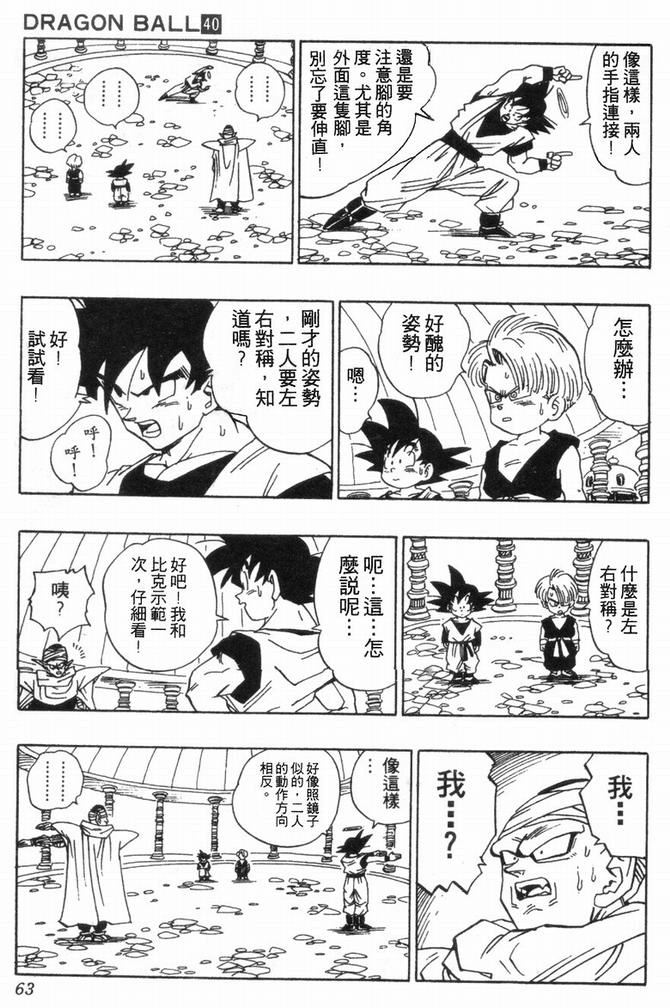 DRAGON BALL 40
像這樣，兩人
的手指連接！
還是要
注意腳的角
度。尤其是
外面這隻腳，
別忘了要伸直！
⋯⋯
⋯⋯
⋯⋯
怎麼辦⋯
好醜的
姿勢！
嗯⋯
剛才的姿勢
，二人要左
右對稱，知
道嗎？
好！
試試看！
呼！
呼！
什麼是左
右對稱？
呃⋯這⋯怎
麼說呢⋯
好吧！我和
比克示範一
次，仔細看！
咦？
我⋯
我⋯？
像這樣
⋯
好像照鏡子
似的，二人
的動作方向
相反。
⋯⋯
63